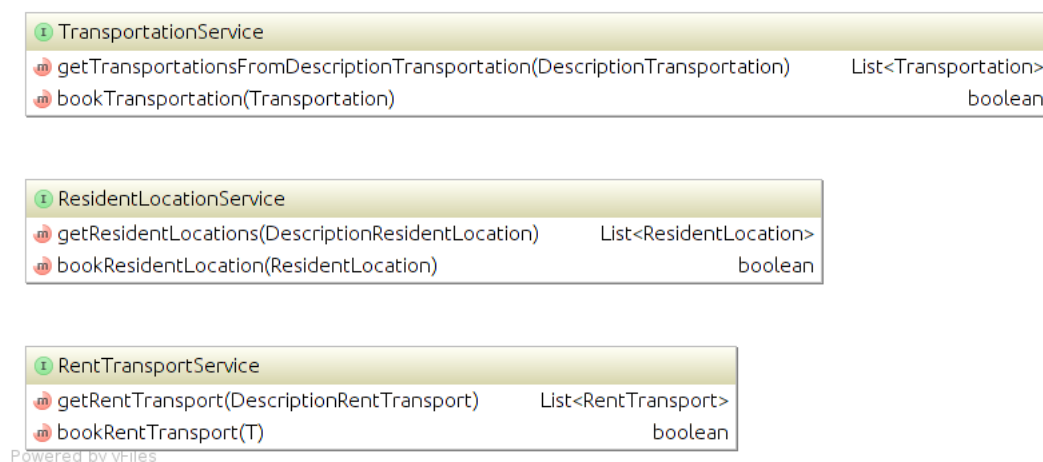 I TransportationService
m getTransportationsFromDescriptionTransportation(DescriptionTransportation) List<Transportation>
m bookTransportation(Transportation) boolean
I ResidentLocationService
m getResidentLocations(DescriptionResidentLocation) List<ResidentLocation>
m bookResidentLocation(ResidentLocation) boolean
I RentTransportService
m getRentTransport(DescriptionRentTransport) List<RentTransport>
m bookRentTransport(T) boolean
Powered by yFiles